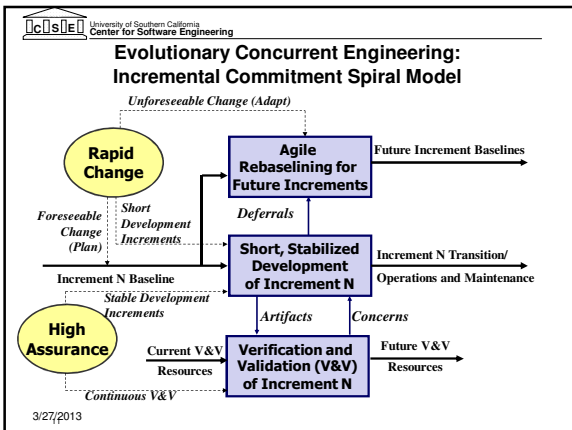 C S E
University of Southern California
Center for Software Engineering
Evolutionary Concurrent Engineering:
Incremental Commitment Spiral Model
Unforeseeable Change (Adapt)
Rapid
Change
Agile
Rebaselining for
Future Increments
Future Increment Baselines
Foreseeable
Change
(Plan)
Short
Development
Increments
Deferrals
Increment N Baseline
Short, Stabilized
Development
of Increment N
Increment N Transition/
Operations and Maintenance
Stable Development
Increments
High
Assurance
Artifacts
Concerns
Current V&V
Resources
Verification and
Validation (V&V)
of Increment N
Future V&V
Resources
Continuous V&V
3/27/2013
11